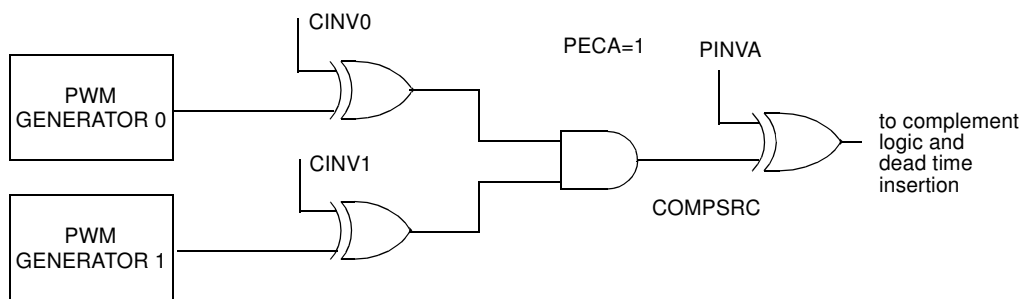 CINV0
PECA=1
PINVA
PWM
GENERATOR 0
to complement
logic and
dead time
insertion
CINV1
COMPSRC
PWM
GENERATOR 1